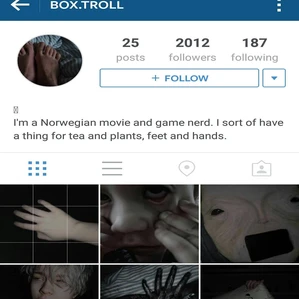 BOX.TROLL
25 2012 187
posts followers following
+ FOLLOW
I'm a Norwegian movie and game nerd. I sort of have
a thing for tea and plants, feet and hands.